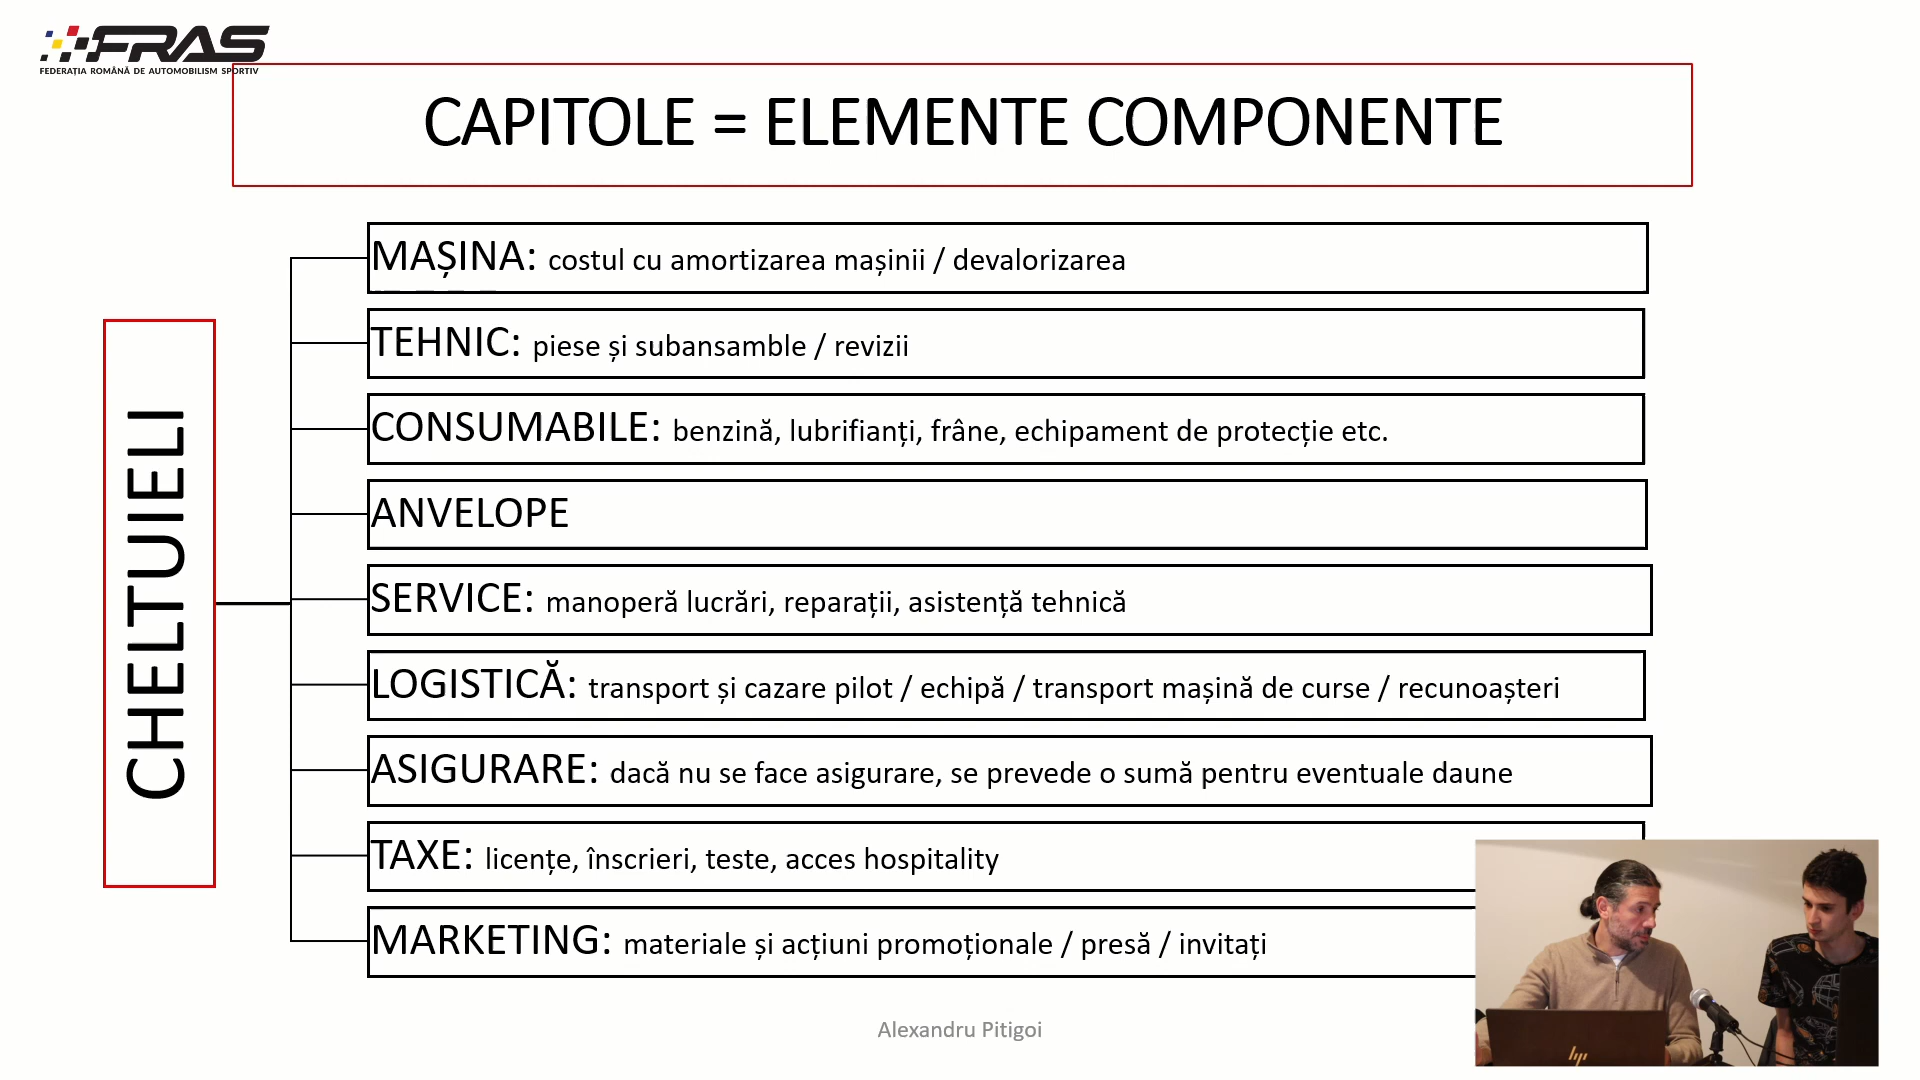 FRAS
FEDERAȚIA ROMÂNĂ DE AUTOMOBILISM SPORTIV
CAPITOLE = ELEMENTE COMPONENTE
CHELTUIELI
MAȘINA: costul cu amortizarea mașinii / devalorizarea
TEHNIC: piese și subansamble / revizii
CONSUMABILE: benzină, lubrifianți, frâne, echipament de protecție etc.
ANVELOPE
SERVICE: manoperă lucrări, reparații, asistență tehnică
LOGISTICĂ: transport și cazare pilot / echipă / transport mașină de curse / recunoașteri
ASIGURARE: dacă nu se face asigurare, se prevede o sumă pentru eventuale daune
TAXE: licențe, înscrieri, teste, acces hospitality
MARKETING: materiale și acțiuni promoționale / presă / invitați
Alexandru Pitigoi
hp